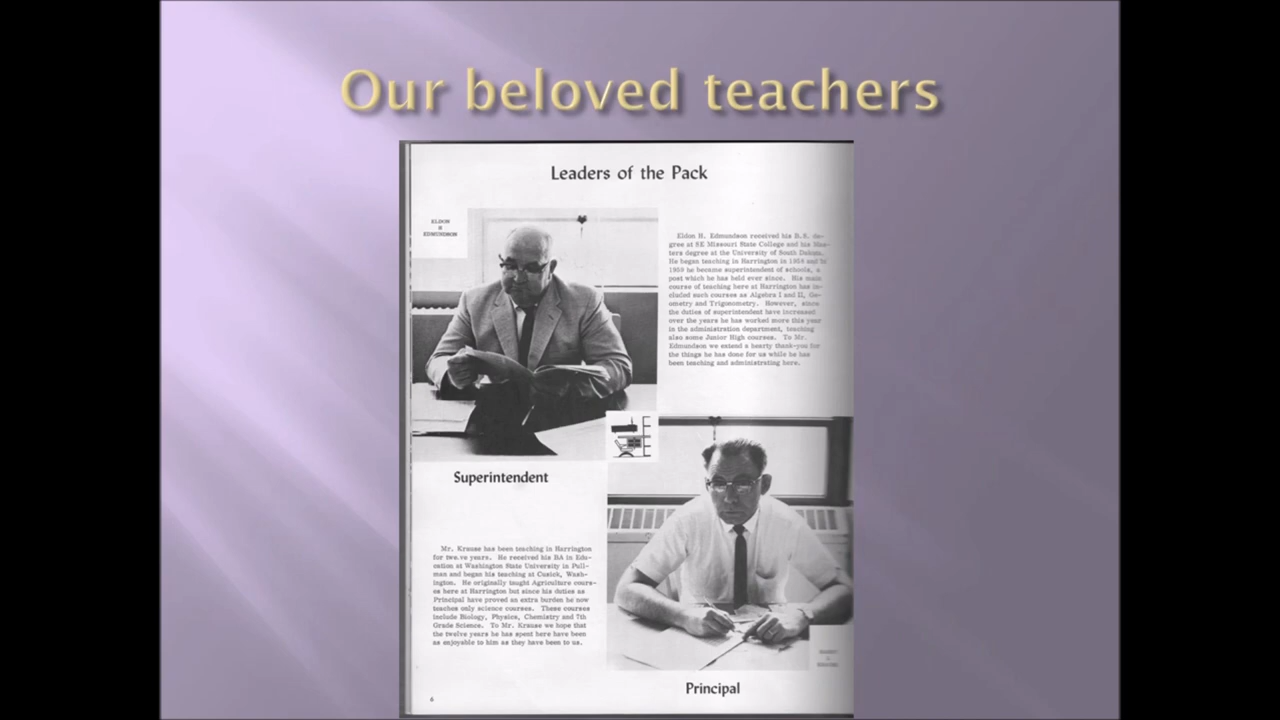 Our beloved teachers
Leaders of the Pack
ELDON
H
EDMUNDSON
Eldon H. Edmundson received his B.S. de-
gree at SE Missouri State College and his Mas-
ters degree at the University of South Dakota.
He began teaching in Harrington in 1954 and in
1959 he became superintendent of schools, a
post which he has held ever since. His main
course of teaching here at Harrington has in-
cluded such courses as Algebra I and II, Ge-
ometry and Trigonometry. However, since
the duties of superintendent have increased
over the years he has worked more this year
in the administration department, teaching
also some Junior High courses. To Mr.
Edmundson we extend a hearty thank-you for
the things he has done for us while he has
been teaching and administrating here.
Superintendent
Mr. Krause has been teaching in Harrington
for twe.ve years. He received his BA in Edu-
cation at Washington State University in Pull-
man and began his teaching at Cusick, Wash-
ington. He originally taught Agriculture cours-
es here at Harrington but since his duties as
Principal have proved an extra burden he now
teaches only science courses. These courses
include Biology, Physics, Chemistry and 7th
Grade Science. To Mr. Krause we hope that
the twelve years he has spent here have been
as enjoyable to him as they have been to us.
Principal
6